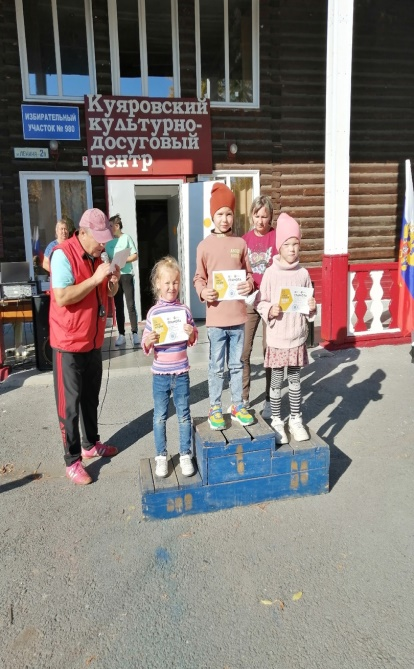 Куяровский
культурно-
досуговый
центр
ИЗБИРАТЕЛЬНЫЙ
УЧАСТОК № 980